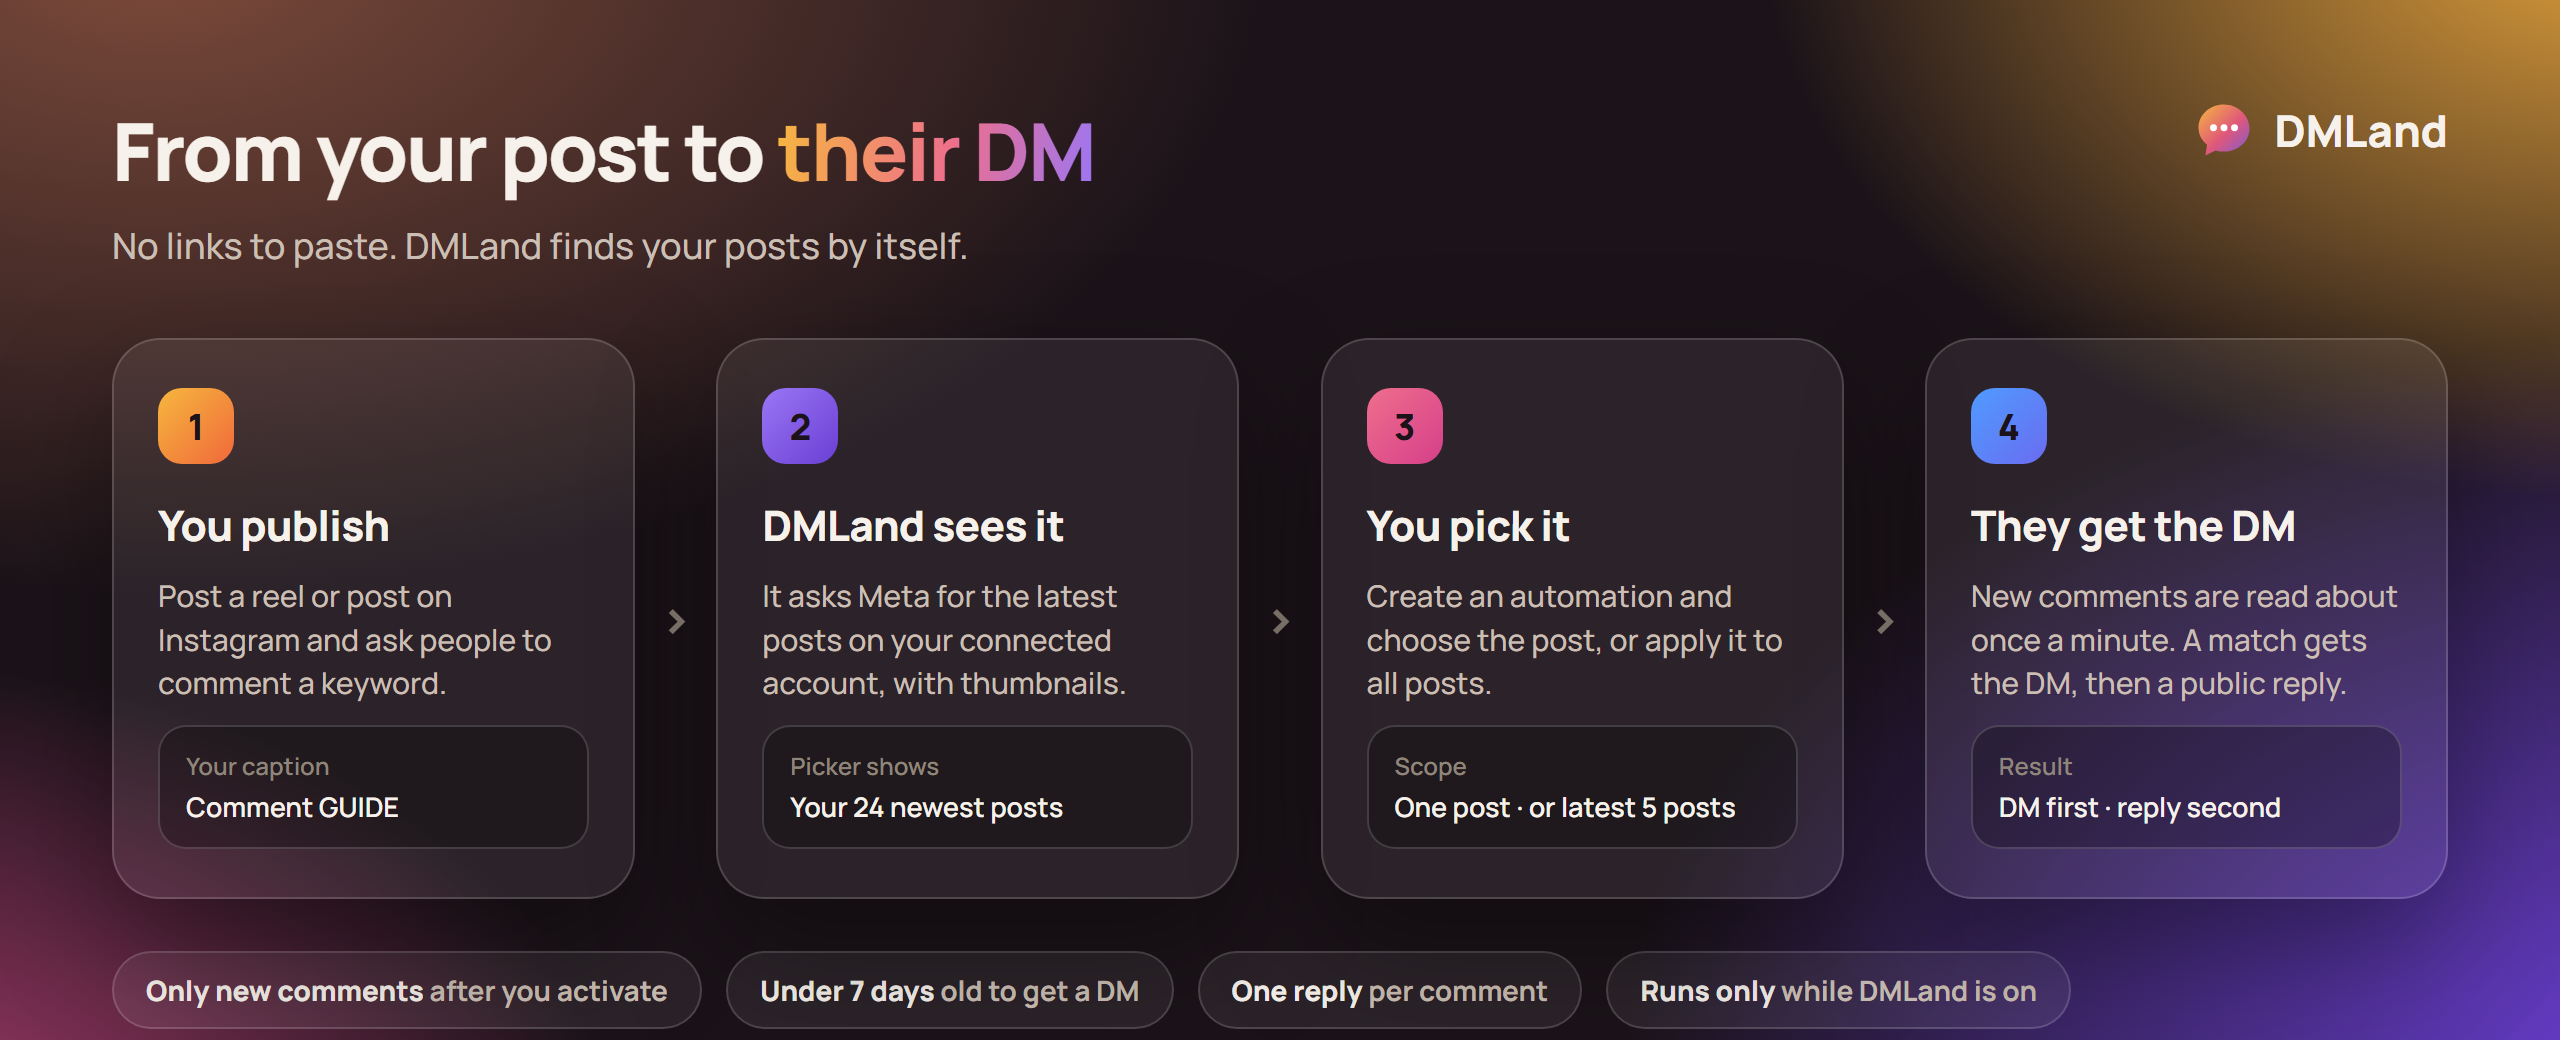 From your post to their DM
DMLand
No links to paste. DMLand finds your posts by itself.
1
You publish
Post a reel or post on
Instagram and ask people to
comment a keyword.
Your caption
Comment GUIDE
2
DMLand sees it
It asks Meta for the latest
posts on your connected
account, with thumbnails.
Picker shows
Your 24 newest posts
3
You pick it
Create an automation and
choose the post, or apply it to
all posts.
Scope
One post · or latest 5 posts
4
They get the DM
New comments are read about
once a minute. A match gets
the DM, then a public reply.
Result
DM first · reply second
Only new comments after you activate
Under 7 days old to get a DM
One reply per comment
Runs only while DMLand is on